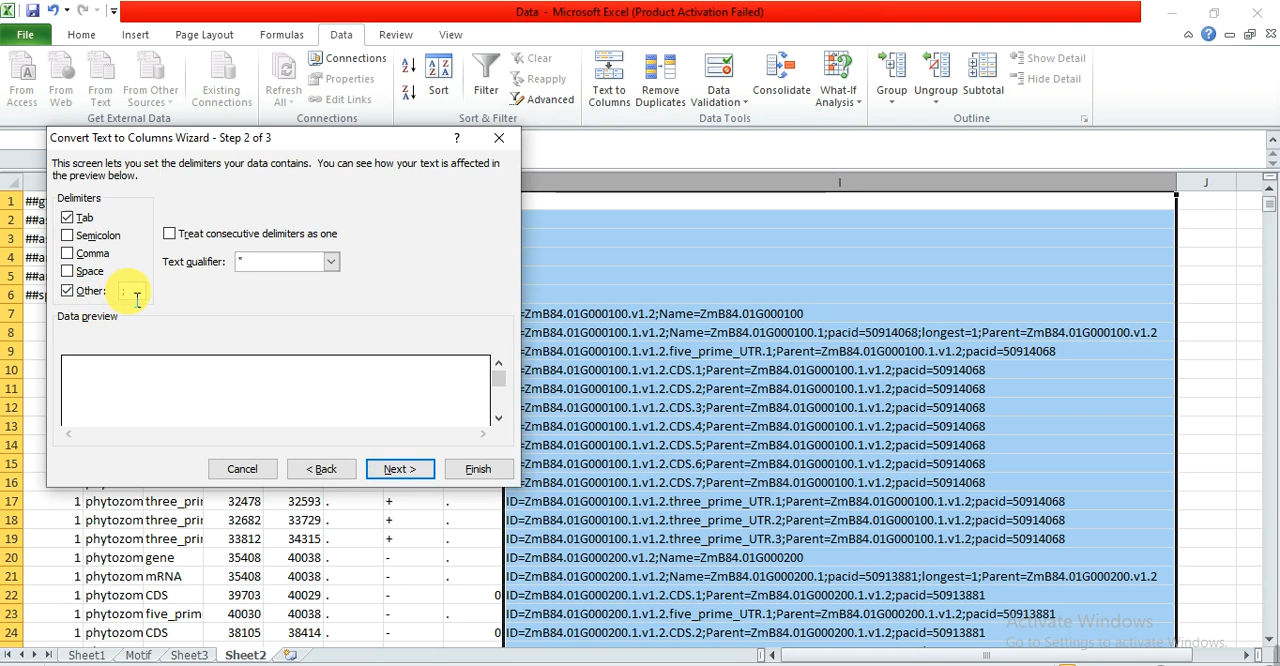 Data - Microsoft Excel (Product Activation Failed)
File Home Insert Page Layout Formulas Data Review View
From Access
From Web
From Text
From Other Sources
Existing Connections
Get External Data
Refresh All
Connections
Properties
Edit Links
Connections
Sort
Filter
Clear
Reapply
Advanced
Sort & Filter
Text to Columns
Remove Duplicates
Data Validation
Consolidate
What-If Analysis
Data Tools
Group
Ungroup
Subtotal
Show Detail
Hide Detail
Outline
Convert Text to Columns Wizard - Step 2 of 3
This screen lets you set the delimiters your data contains. You can see how your text is affected in
the preview below.
Delimiters
Tab
Semicolon
Comma
Space
Other: ;
Treat consecutive delimiters as one
Text qualifier: "
Data preview
Cancel < Back Next > Finish
I J
1 ##g
2 ##a
3 ##a
4 ##a
5 ##a
6 ##s
7 =ZmB84.01G000100.v1.2;Name=ZmB84.01G000100
8 =ZmB84.01G000100.1.v1.2;Name=ZmB84.01G000100.1;pacid=50914068;longest=1;Parent=ZmB84.01G000100.v1.2
9 =ZmB84.01G000100.1.v1.2.five_prime_UTR.1;Parent=ZmB84.01G000100.1.v1.2;pacid=50914068
10 =ZmB84.01G000100.1.v1.2.CDS.1;Parent=ZmB84.01G000100.1.v1.2;pacid=50914068
11 =ZmB84.01G000100.1.v1.2.CDS.2;Parent=ZmB84.01G000100.1.v1.2;pacid=50914068
12 =ZmB84.01G000100.1.v1.2.CDS.3;Parent=ZmB84.01G000100.1.v1.2;pacid=50914068
13 =ZmB84.01G000100.1.v1.2.CDS.4;Parent=ZmB84.01G000100.1.v1.2;pacid=50914068
14 =ZmB84.01G000100.1.v1.2.CDS.5;Parent=ZmB84.01G000100.1.v1.2;pacid=50914068
15 =ZmB84.01G000100.1.v1.2.CDS.6;Parent=ZmB84.01G000100.1.v1.2;pacid=50914068
16 =ZmB84.01G000100.1.v1.2.CDS.7;Parent=ZmB84.01G000100.1.v1.2;pacid=50914068
17 1 phytozom three_pri 32478 32593 . + . ID=ZmB84.01G000100.1.v1.2.three_prime_UTR.1;Parent=ZmB84.01G000100.1.v1.2;pacid=50914068
18 1 phytozom three_pri 32682 33729 . + . ID=ZmB84.01G000100.1.v1.2.three_prime_UTR.2;Parent=ZmB84.01G000100.1.v1.2;pacid=50914068
19 1 phytozom three_pri 33812 34315 . + . ID=ZmB84.01G000100.1.v1.2.three_prime_UTR.3;Parent=ZmB84.01G000100.1.v1.2;pacid=50914068
20 1 phytozom gene 35408 40038 . - . ID=ZmB84.01G000200.v1.2;Name=ZmB84.01G000200
21 1 phytozom mRNA 35408 40038 . - . ID=ZmB84.01G000200.1.v1.2;Name=ZmB84.01G000200.1;pacid=50913881;longest=1;Parent=ZmB84.01G000200.v1.2
22 1 phytozom CDS 39703 40029 . - 0 ID=ZmB84.01G000200.1.v1.2.CDS.1;Parent=ZmB84.01G000200.1.v1.2;pacid=50913881
23 1 phytozom five_prim 40030 40038 . - . ID=ZmB84.01G000200.1.v1.2.five_prime_UTR.1;Parent=ZmB84.01G000200.1.v1.2;pacid=50913881
24 1 phytozom CDS 38105 38414 . - 0 ID=ZmB84.01G000200.1.v1.2.CDS.2;Parent=ZmB84.01G000200.1.v1.2;pacid=50913881
Activate Windows
Go to Settings to activate Windows.
Sheet1 Motif Sheet3 Sheet2